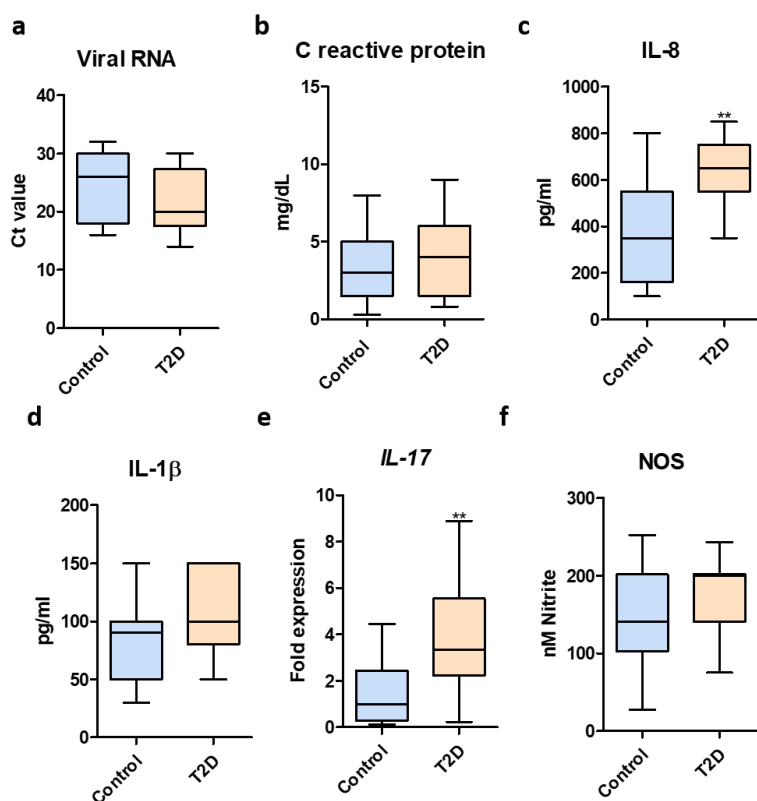 a
Viral RNA
Ct value
40
30
20
10
0
Control
T2D
b
C reactive protein
mg/dL
15
10
5
0
Control
T2D
c
IL-8
pg/ml
1000
800
600
400
200
0
**
Control
T2D
d
IL-1β
pg/ml
200
150
100
50
0
Control
T2D
e
IL-17
Fold expression
10
8
6
4
2
0
**
Control
T2D
f
NOS
nM Nitrite
300
200
100
0
Control
T2D